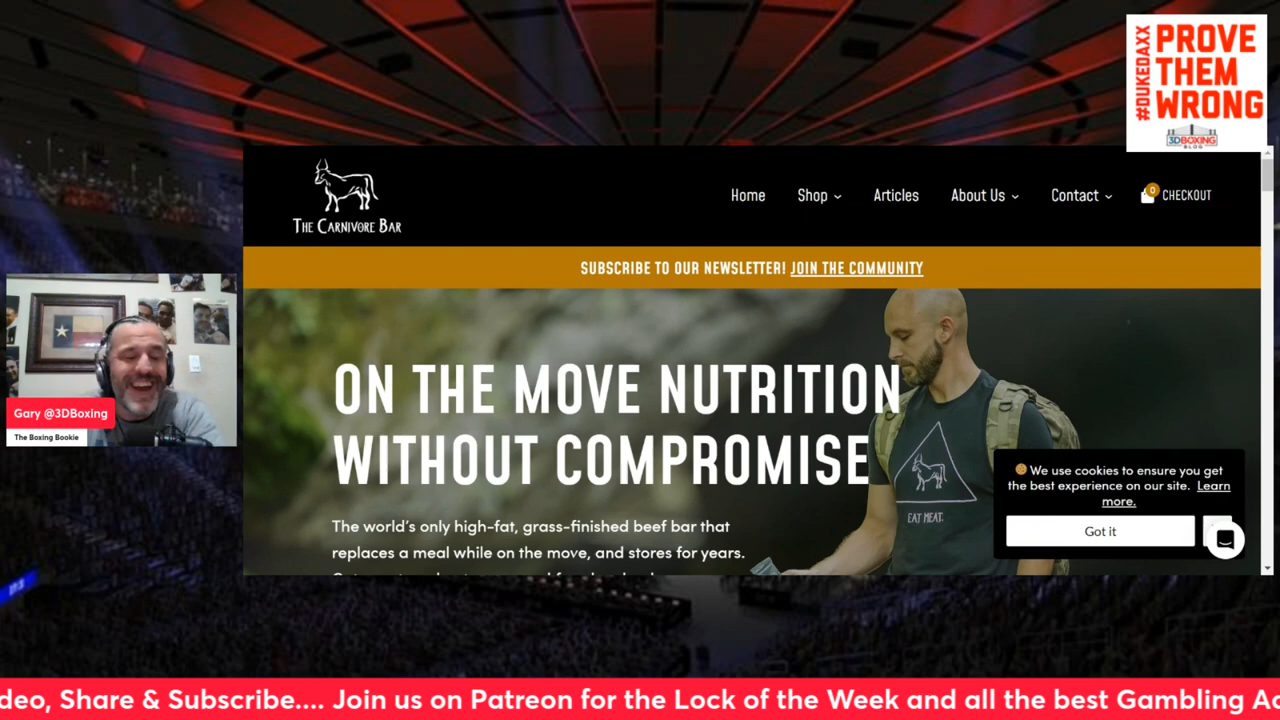 #DUKEDAXX
PROVE
THEM
WRONG
3DBOXING
BLOG
THE CARNIVORE BAR
Home
Shop
Articles
About Us
Contact
0
CHECKOUT
SUBSCRIBE TO OUR NEWSLETTER! JOIN THE COMMUNITY
ON THE MOVE NUTRITION
WITHOUT COMPROMISE
The world's only high-fat, grass-finished beef bar that
replaces a meal while on the move, and stores for years.
EAT MEAT.
We use cookies to ensure you get
the best experience on our site. Learn
more.
Got it
Gary @3DBoxing
The Boxing Bookie
deo, Share & Subscribe.... Join us on Patreon for the Lock of the Week and all the best Gambling